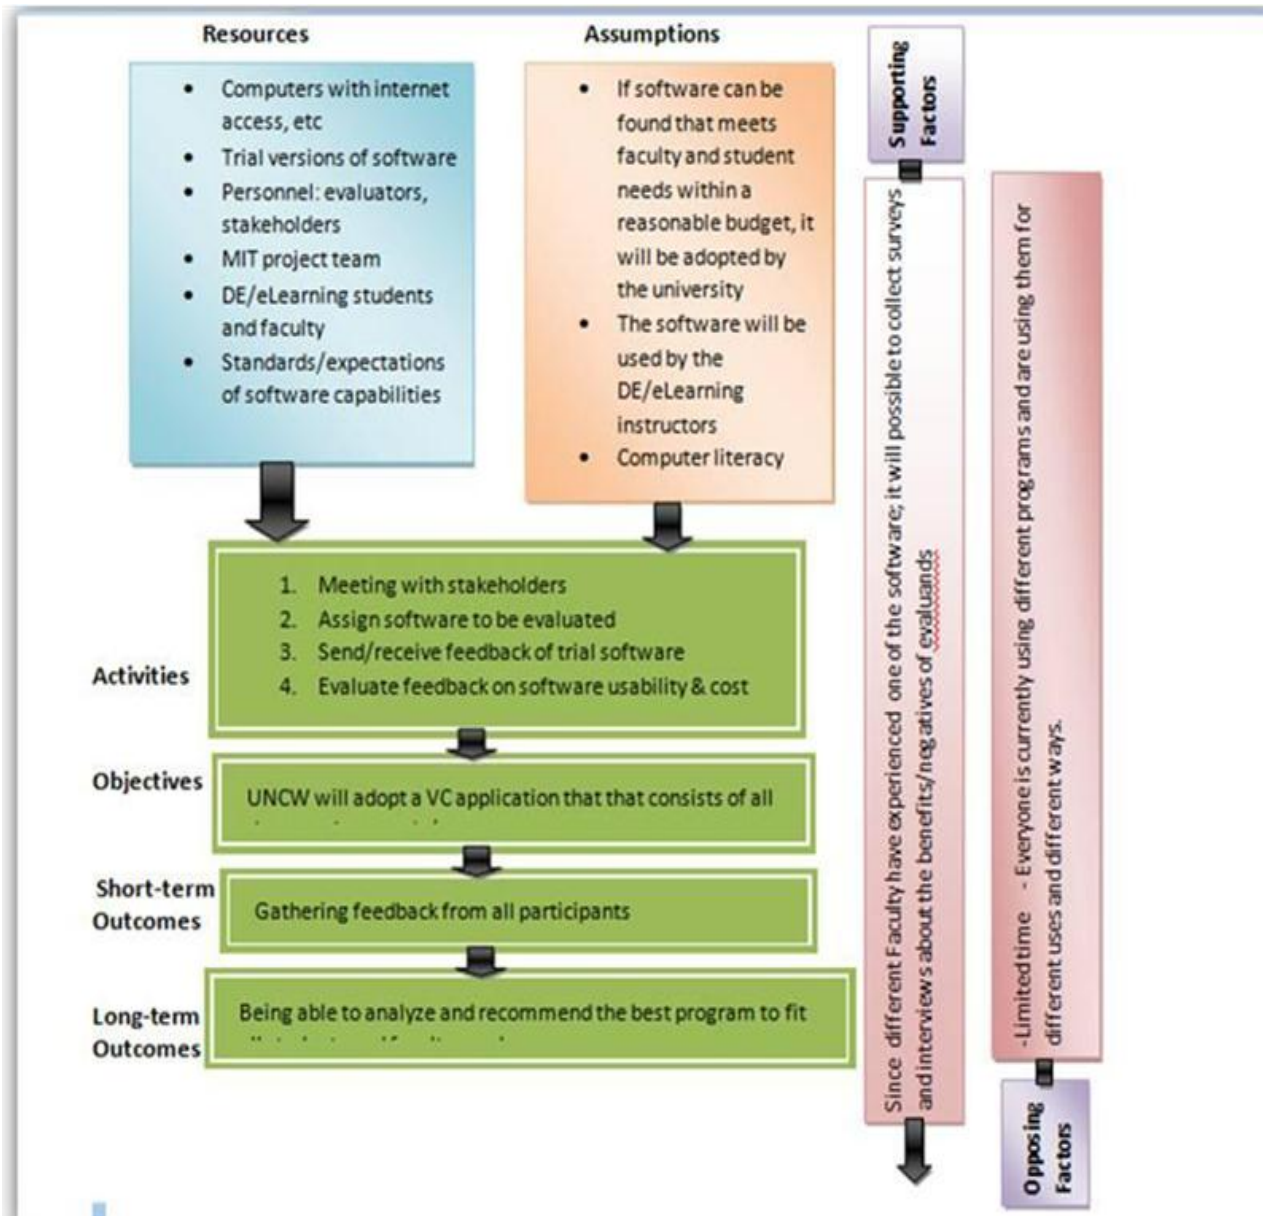 Resources
• Computers with internet
access, etc
• Trial versions of software
• Personnel: evaluators,
stakeholders
• MIT project team
• DE/eLearning students
and faculty
• Standards/expectations
of software capabilities
Assumptions
• If software can be
found that meets
faculty and student
needs within a
reasonable budget, it
will be adopted by
the university
• The software will be
used by the
DE/eLearning
instructors
• Computer literacy
Activities
1. Meeting with stakeholders
2. Assign software to be evaluated
3. Send/receive feedback of trial software
4. Evaluate feedback on software usability & cost
Objectives
UNCW will adopt a VC application that that consists of all
Short-term
Outcomes
Gathering feedback from all participants
Long-term
Outcomes
Being able to analyze and recommend the best program to fit
Supporting
Factors
Since different Faculty have experienced one of the software; it will possible to collect surveys
and interviews about the benefits/negatives of evaluands
-Limited time - Everyone is currently using different programs and are using them for
different uses and different ways.
Opposing
Factors